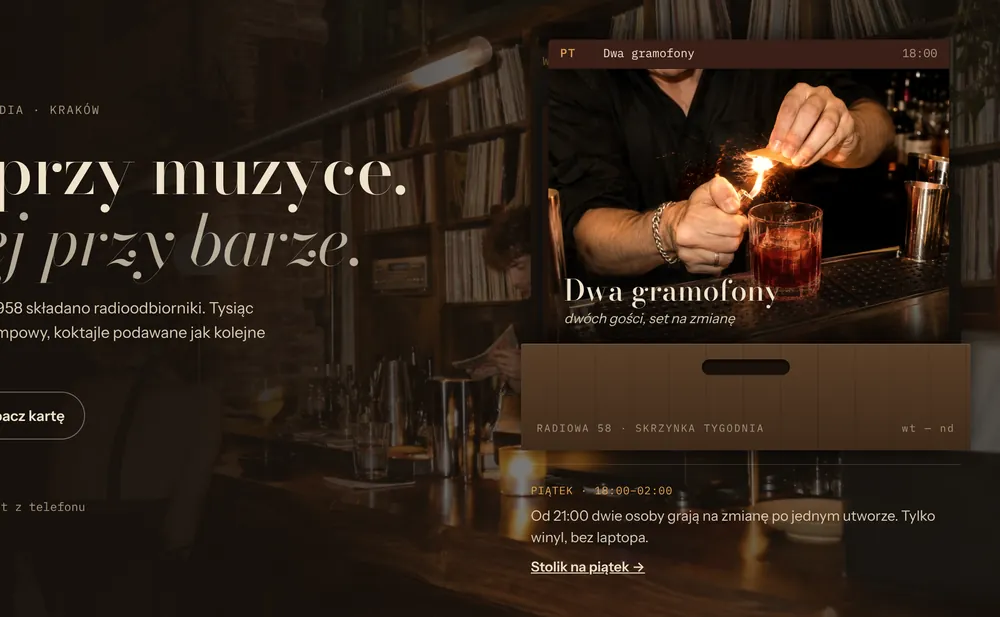 DIA · KRAKÓW
przy muzyce.
ej przy barze.
958 składano radioodbiorniki. Tysiąc
mpowy, koktajle podawane jak kolejne
pacz kartę
t z telefonu
PT Dwa gramofony 18:00
Dwa gramofony
dwóch gości, set na zmianę
RADIOWA 58 · SKRZYNKA TYGODNIA wt — nd
PIĄTEK · 18:00–02:00
Od 21:00 dwie osoby grają na zmianę po jednym utworze. Tylko
winyl, bez laptopa.
Stolik na piątek →